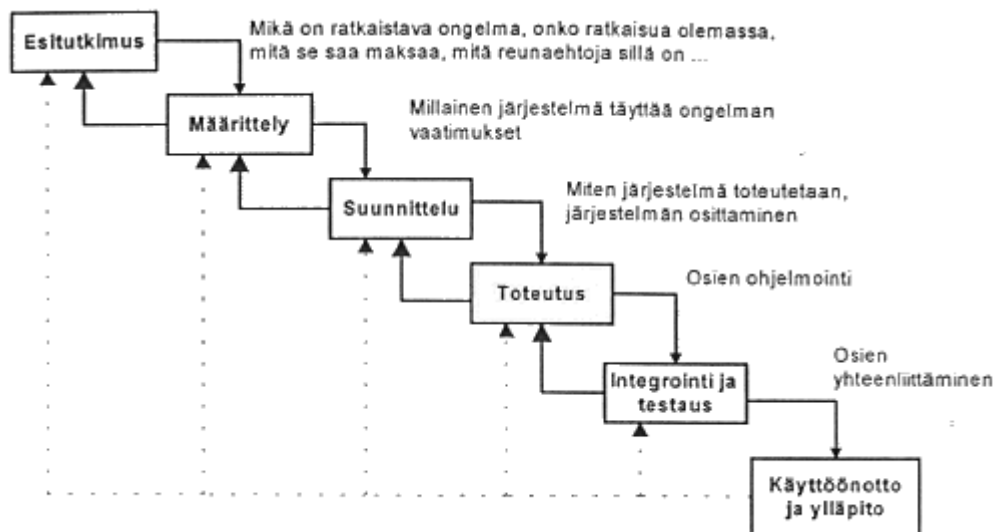 Esitutkimus
Mikä on ratkaistava ongelma, onko ratkaisua olemassa,
mitä se saa maksaa, mitä reunaehtoja sillä on ...
Määrittely
Millainen järjestelmä täyttää ongelman
vaatimukset
Suunnittelu
Miten järjestelmä toteutetaan,
järjestelmän osittaminen
Toteutus
Osien ohjelmointi
Integrointi ja
testaus
Osien
yhteenliittäminen
Käyttöönotto
ja ylläpito